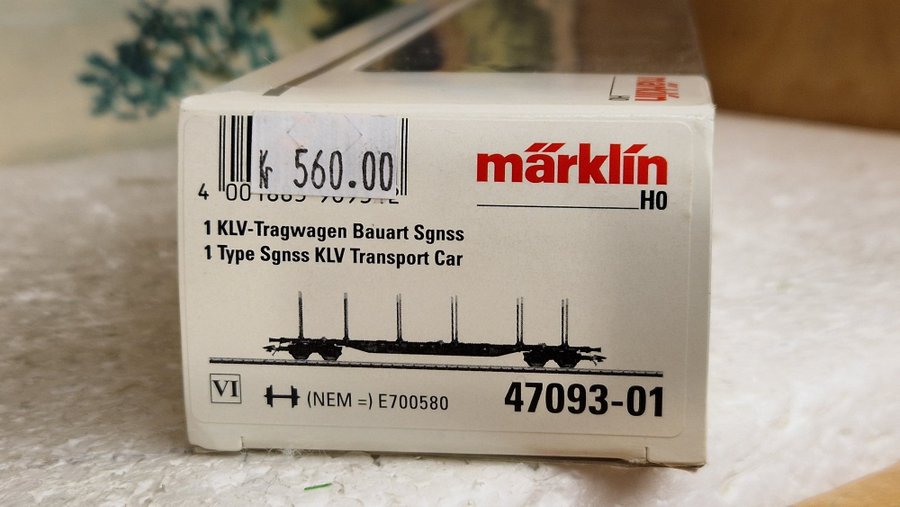 Kr 560.00
märklin
H0
1 KLV-Tragwagen Bauart Sgnss
1 Type Sgnss KLV Transport Car
VI
(NEM =) E700580
47093-01